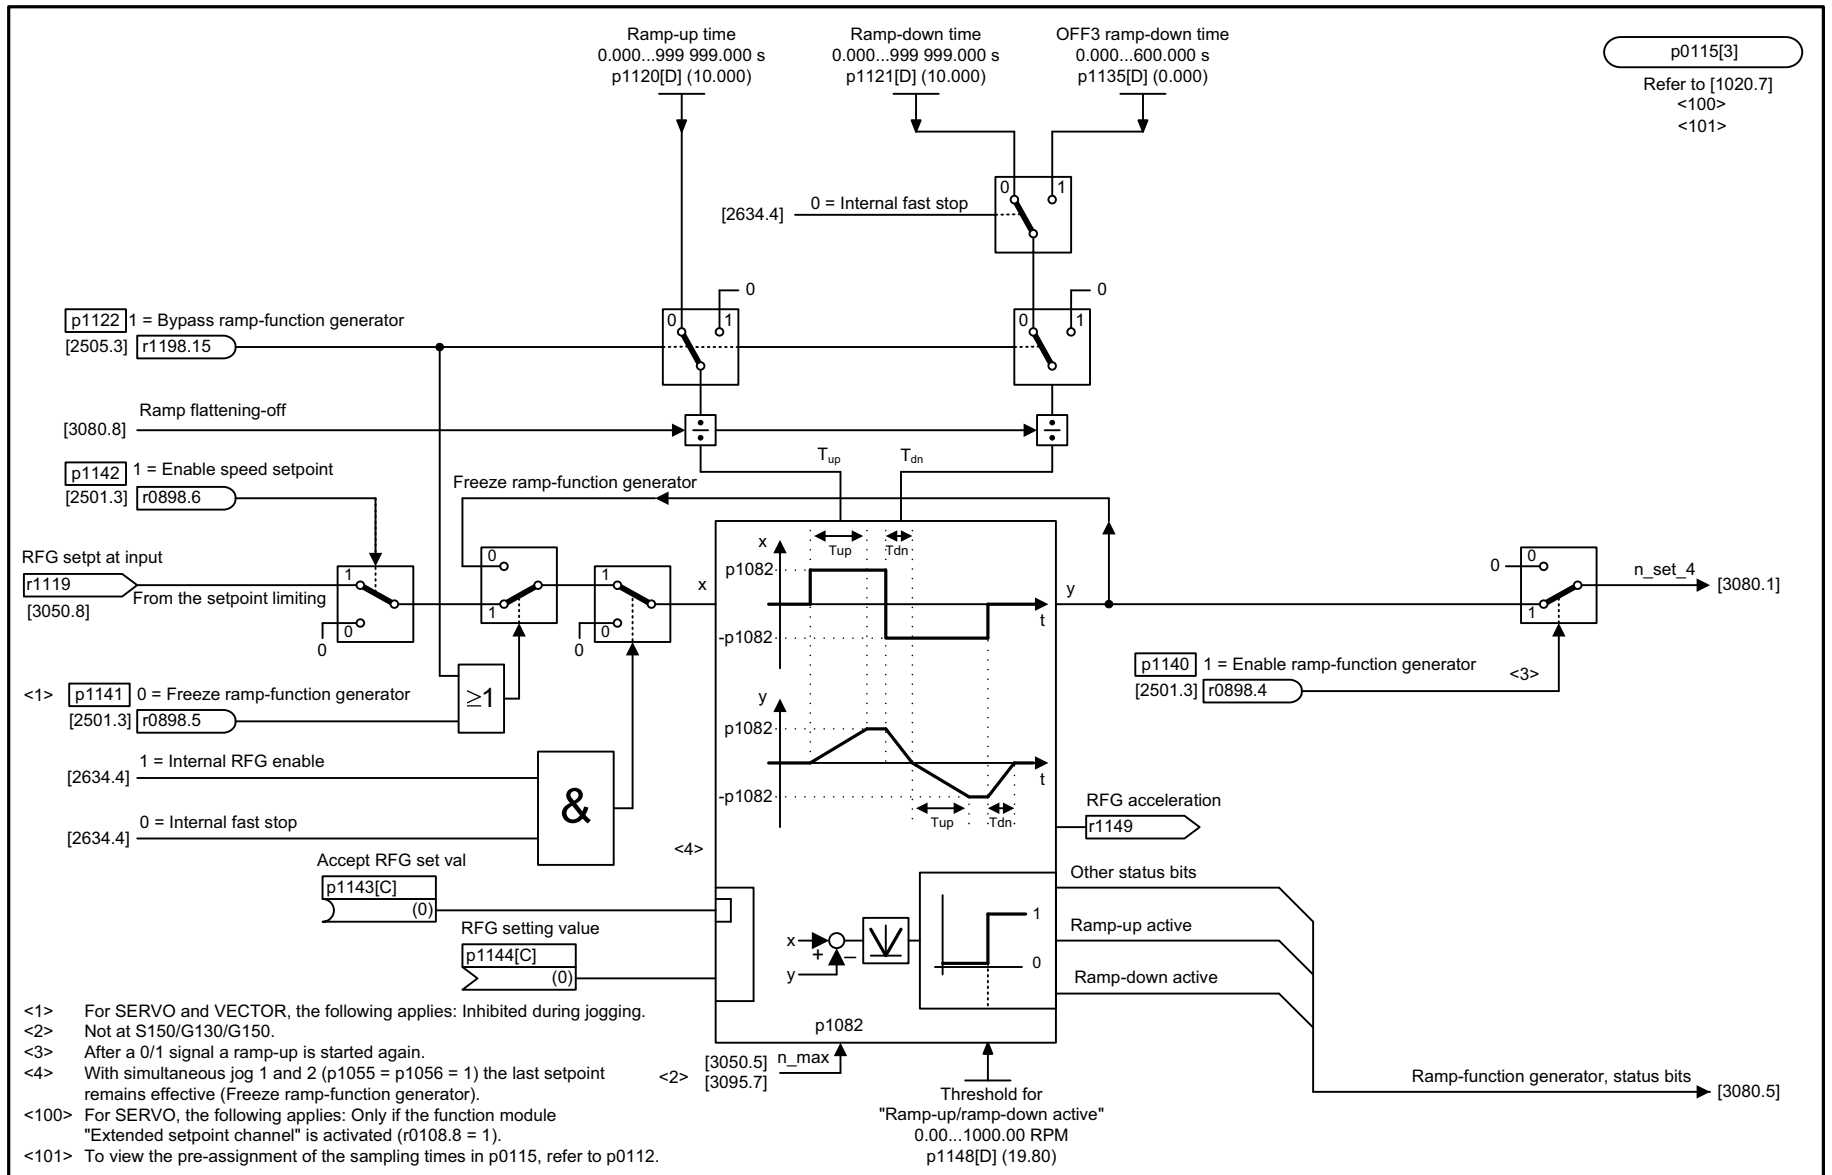 Ramp-up time
0.000...999 999.000 s
p1120[D] (10.000)
Ramp-down time
0.000...999 999.000 s
p1121[D] (10.000)
OFF3 ramp-down time
0.000...600.000 s
p1135[D] (0.000)
p0115[3]
Refer to [1020.7]
<100>
<101>
0 1
[2634.4] 0 = Internal fast stop
0
0
p1122 1 = Bypass ramp-function generator
[2505.3] r1198.15
0 1
0 1
Ramp flattening-off
[3080.8]
÷ ÷
p1142 1 = Enable speed setpoint
[2501.3] r0898.6
Tup Tdn
Freeze ramp-function generator
RFG setpt at input
r1119
From the setpoint limiting
[3050.8]
1
0
0
0
1
1
0
0
x
x
Tup Tdn
p1082
-p1082
t
y
0
0
1
n_set_4
[3080.1]
p1140 1 = Enable ramp-function generator
[2501.3] r0898.4
<3>
<1> p1141 0 = Freeze ramp-function generator
[2501.3] r0898.5
≥1
y
p1082
-p1082
t
Tup Tdn
1 = Internal RFG enable
[2634.4]
0 = Internal fast stop
[2634.4]
&
RFG acceleration
r1149
<4>
Accept RFG set val
p1143[C]
(0)
RFG setting value
p1144[C]
(0)
x
+
−
y
1
0
Other status bits
Ramp-up active
Ramp-down active
p1082
<2> [3050.5] n_max
[3095.7]
Threshold for
"Ramp-up/ramp-down active"
0.00...1000.00 RPM
p1148[D] (19.80)
Ramp-function generator, status bits
[3080.5]
<1> For SERVO and VECTOR, the following applies: Inhibited during jogging.
<2> Not at S150/G130/G150.
<3> After a 0/1 signal a ramp-up is started again.
<4> With simultaneous jog 1 and 2 (p1055 = p1056 = 1) the last setpoint
remains effective (Freeze ramp-function generator).
<100> For SERVO, the following applies: Only if the function module
"Extended setpoint channel" is activated (r0108.8 = 1).
<101> To view the pre-assignment of the sampling times in p0115, refer to p0112.